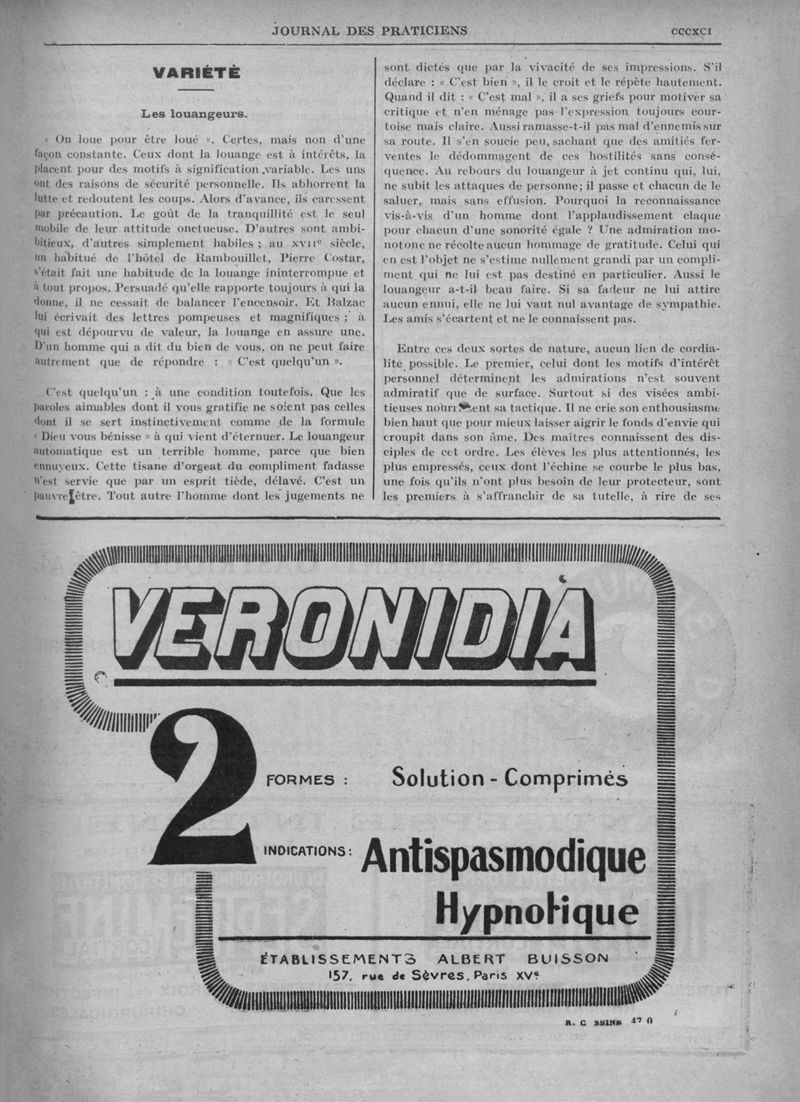 JOURNAL DES PRATICIENS
CCCXCI
VARIÉTÉ
Les louangeurs.
« On loue pour être loué ». Certes, mais non d'une
façon constante. Ceux dont la louange est à intérêts, la
placent pour des motifs à signification variable. Les uns
ont des raisons de sécurité personnelle. Ils abhorrent la
lutte et redoutent les coups. Alors d'avance, ils caressent
par précaution. Le goût de la tranquillité est le seul
mobile de leur attitude onctueuse. D'autres sont ambi-
bitieux, d'autres simplement habiles ; au XVIIe siècle,
un habitué de l'hôtel de Rambouillet, Pierre Costar,
s'était fait une habitude de la louange ininterrompue et
à tout propos. Persuadé qu'elle rapporte toujours à qui la
donne, il ne cessait de balancer l'encensoir. Et Balzac
lui écrivait des lettres pompeuses et magnifiques ; à
qui est dépourvu de valeur, la louange en assure une.
D'un homme qui a dit du bien de vous, on ne peut faire
autrement que de répondre : « C'est quelqu'un ».
C'est quelqu'un : à une condition toutefois. Que les
paroles aimables dont il vous gratifie ne soient pas celles
dont il se sert instinctivement comme de la formule
« Dieu vous bénisse » à qui vient d'éternuer. Le louangeur
automatique est un terrible homme, parce que bien
ennuyeux. Cette tisane d'orgeat du compliment fadasse
n'est servie que par un esprit tiède, délavé. C'est un
pauvre être. Tout autre l'homme dont les jugements ne
sont dictés que par la vivacité de ses impressions. S'il
déclare : « C'est bien », il le croit et le répète hautement.
Quand il dit : « C'est mal », il a ses griefs pour motiver sa
critique et n'en ménage pas l'expression toujours cour-
toise mais claire. Aussi ramasse-t-il pas mal d'ennemis sur
sa route. Il s'en soucie peu, sachant que des amitiés fer-
ventes le dédommagent de ces hostilités sans consé-
quence. Au rebours du louangeur à jet continu qui, lui,
ne subit les attaques de personne; il passe et chacun de le
saluer, mais sans effusion. Pourquoi la reconnaissance
vis-à-vis d'un homme dont l'applaudissement claque
pour chacun d'une sonorité égale ? Une admiration mo-
notone ne récolte aucun hommage de gratitude. Celui qui
en est l'objet ne s'estime nullement grandi par un compli-
ment qui ne lui est pas destiné en particulier. Aussi le
louangeur a-t-il beau faire. Si sa fadeur ne lui attire
aucun ennui, elle ne lui vaut nul avantage de sympathie.
Les amis s'écartent et ne le connaissent pas.
Entre ces deux sortes de nature, aucun lien de cordia-
lité possible. Le premier, celui dont les motifs d'intérêt
personnel déterminent les admirations n'est souvent
admiratif que de surface. Surtout si des visées ambi-
tieuses nourrissent sa tactique. Il ne crie son enthousiasme
bien haut que pour mieux laisser aigrir le fonds d'envie qui
croupit dans son âme. Des maîtres connaissent des dis-
ciples de cet ordre. Les élèves les plus attentionnés, les
plus empressés, ceux dont l'échine se courbe le plus bas,
une fois qu'ils n'ont plus besoin de leur protecteur, sont
les premiers à s'affranchir de sa tutelle, à rire de ses
VERONIDIA
2
FORMES : Solution - Comprimés
INDICATIONS : Antispasmodique
Hypnotique
ÉTABLISSEMENTS ALBERT BUISSON
157, rue de Sèvres, Paris XVe
R. C SEINE